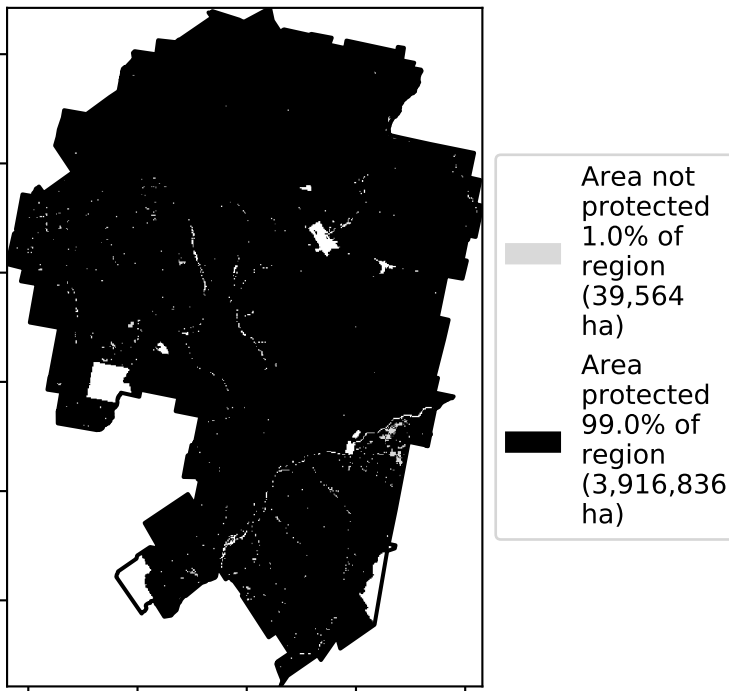 Area not
protected
1.0% of
region
(39,564
ha)
Area
protected
99.0% of
region
(3,916,836
ha)